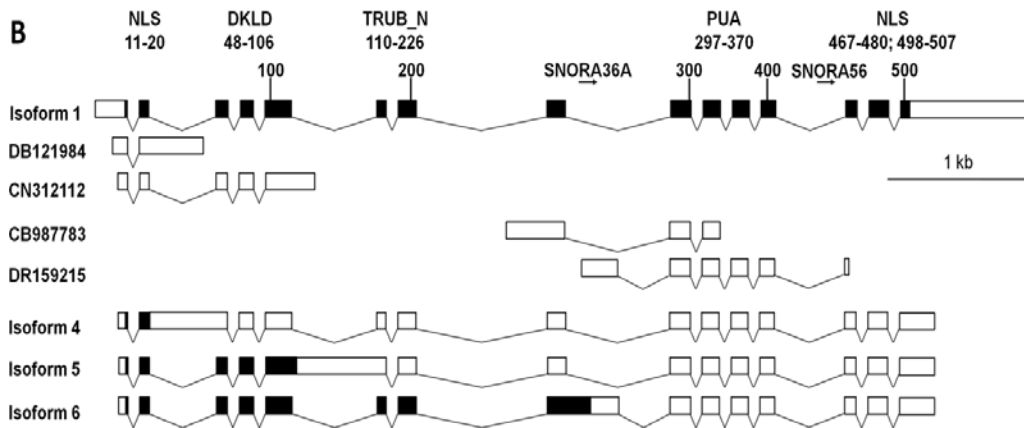 B
NLS DKLD TRUB_N PUA NLS
11-20 48-106 110-226 297-370 467-480; 498-507
100 200 SNORA36A 300 400 SNORA56 500
Isoform 1
DB121984
1 kb
CN312112
CB987783
DR159215
Isoform 4
Isoform 5
Isoform 6